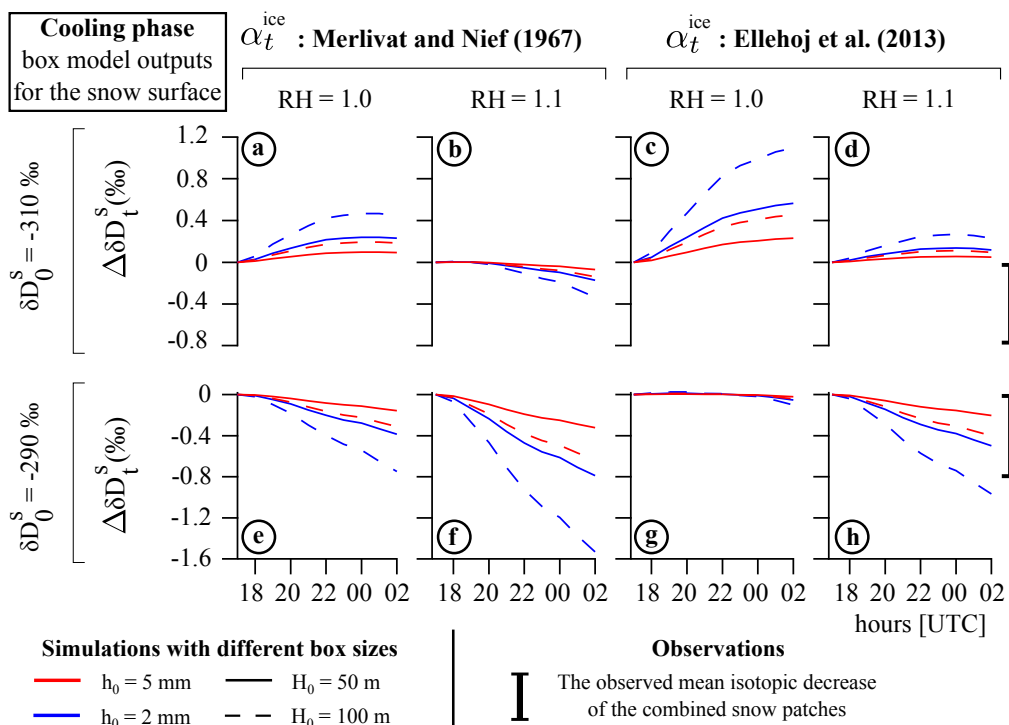 Cooling phase
box model outputs
for the snow surface
α_t^ice : Merlivat and Nief (1967)
α_t^ice : Ellehoj et al. (2013)
RH = 1.0
RH = 1.1
RH = 1.0
RH = 1.1
δD_0^s = -310 ‰
ΔδD_t^s(‰)
1.2
0.8
0.4
0
-0.4
-0.8
a
b
c
d
δD_0^s = -290 ‰
ΔδD_t^s(‰)
0
-0.4
-0.8
-1.2
-1.6
e
f
g
h
18 20 22 00 02
18 20 22 00 02
18 20 22 00 02
18 20 22 00 02
hours [UTC]
Simulations with different box sizes
h₀ = 5 mm
H₀ = 50 m
h₀ = 2 mm
H₀ = 100 m
Observations
The observed mean isotopic decrease
of the combined snow patches